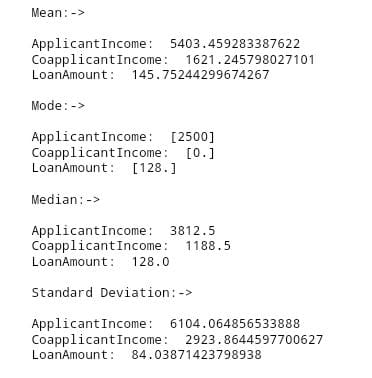 Mean:->
ApplicantIncome:  5403.459283387622
CoapplicantIncome:  1621.245798027101
LoanAmount:  145.75244299674267
Mode:->
ApplicantIncome:  [2500]
CoapplicantIncome:  [0.]
LoanAmount:  [128.]
Median:->
ApplicantIncome:  3812.5
CoapplicantIncome:  1188.5
LoanAmount:  128.0
Standard Deviation:->
ApplicantIncome:  6104.064856533888
CoapplicantIncome:  2923.8644597700627
LoanAmount:  84.03871423798938